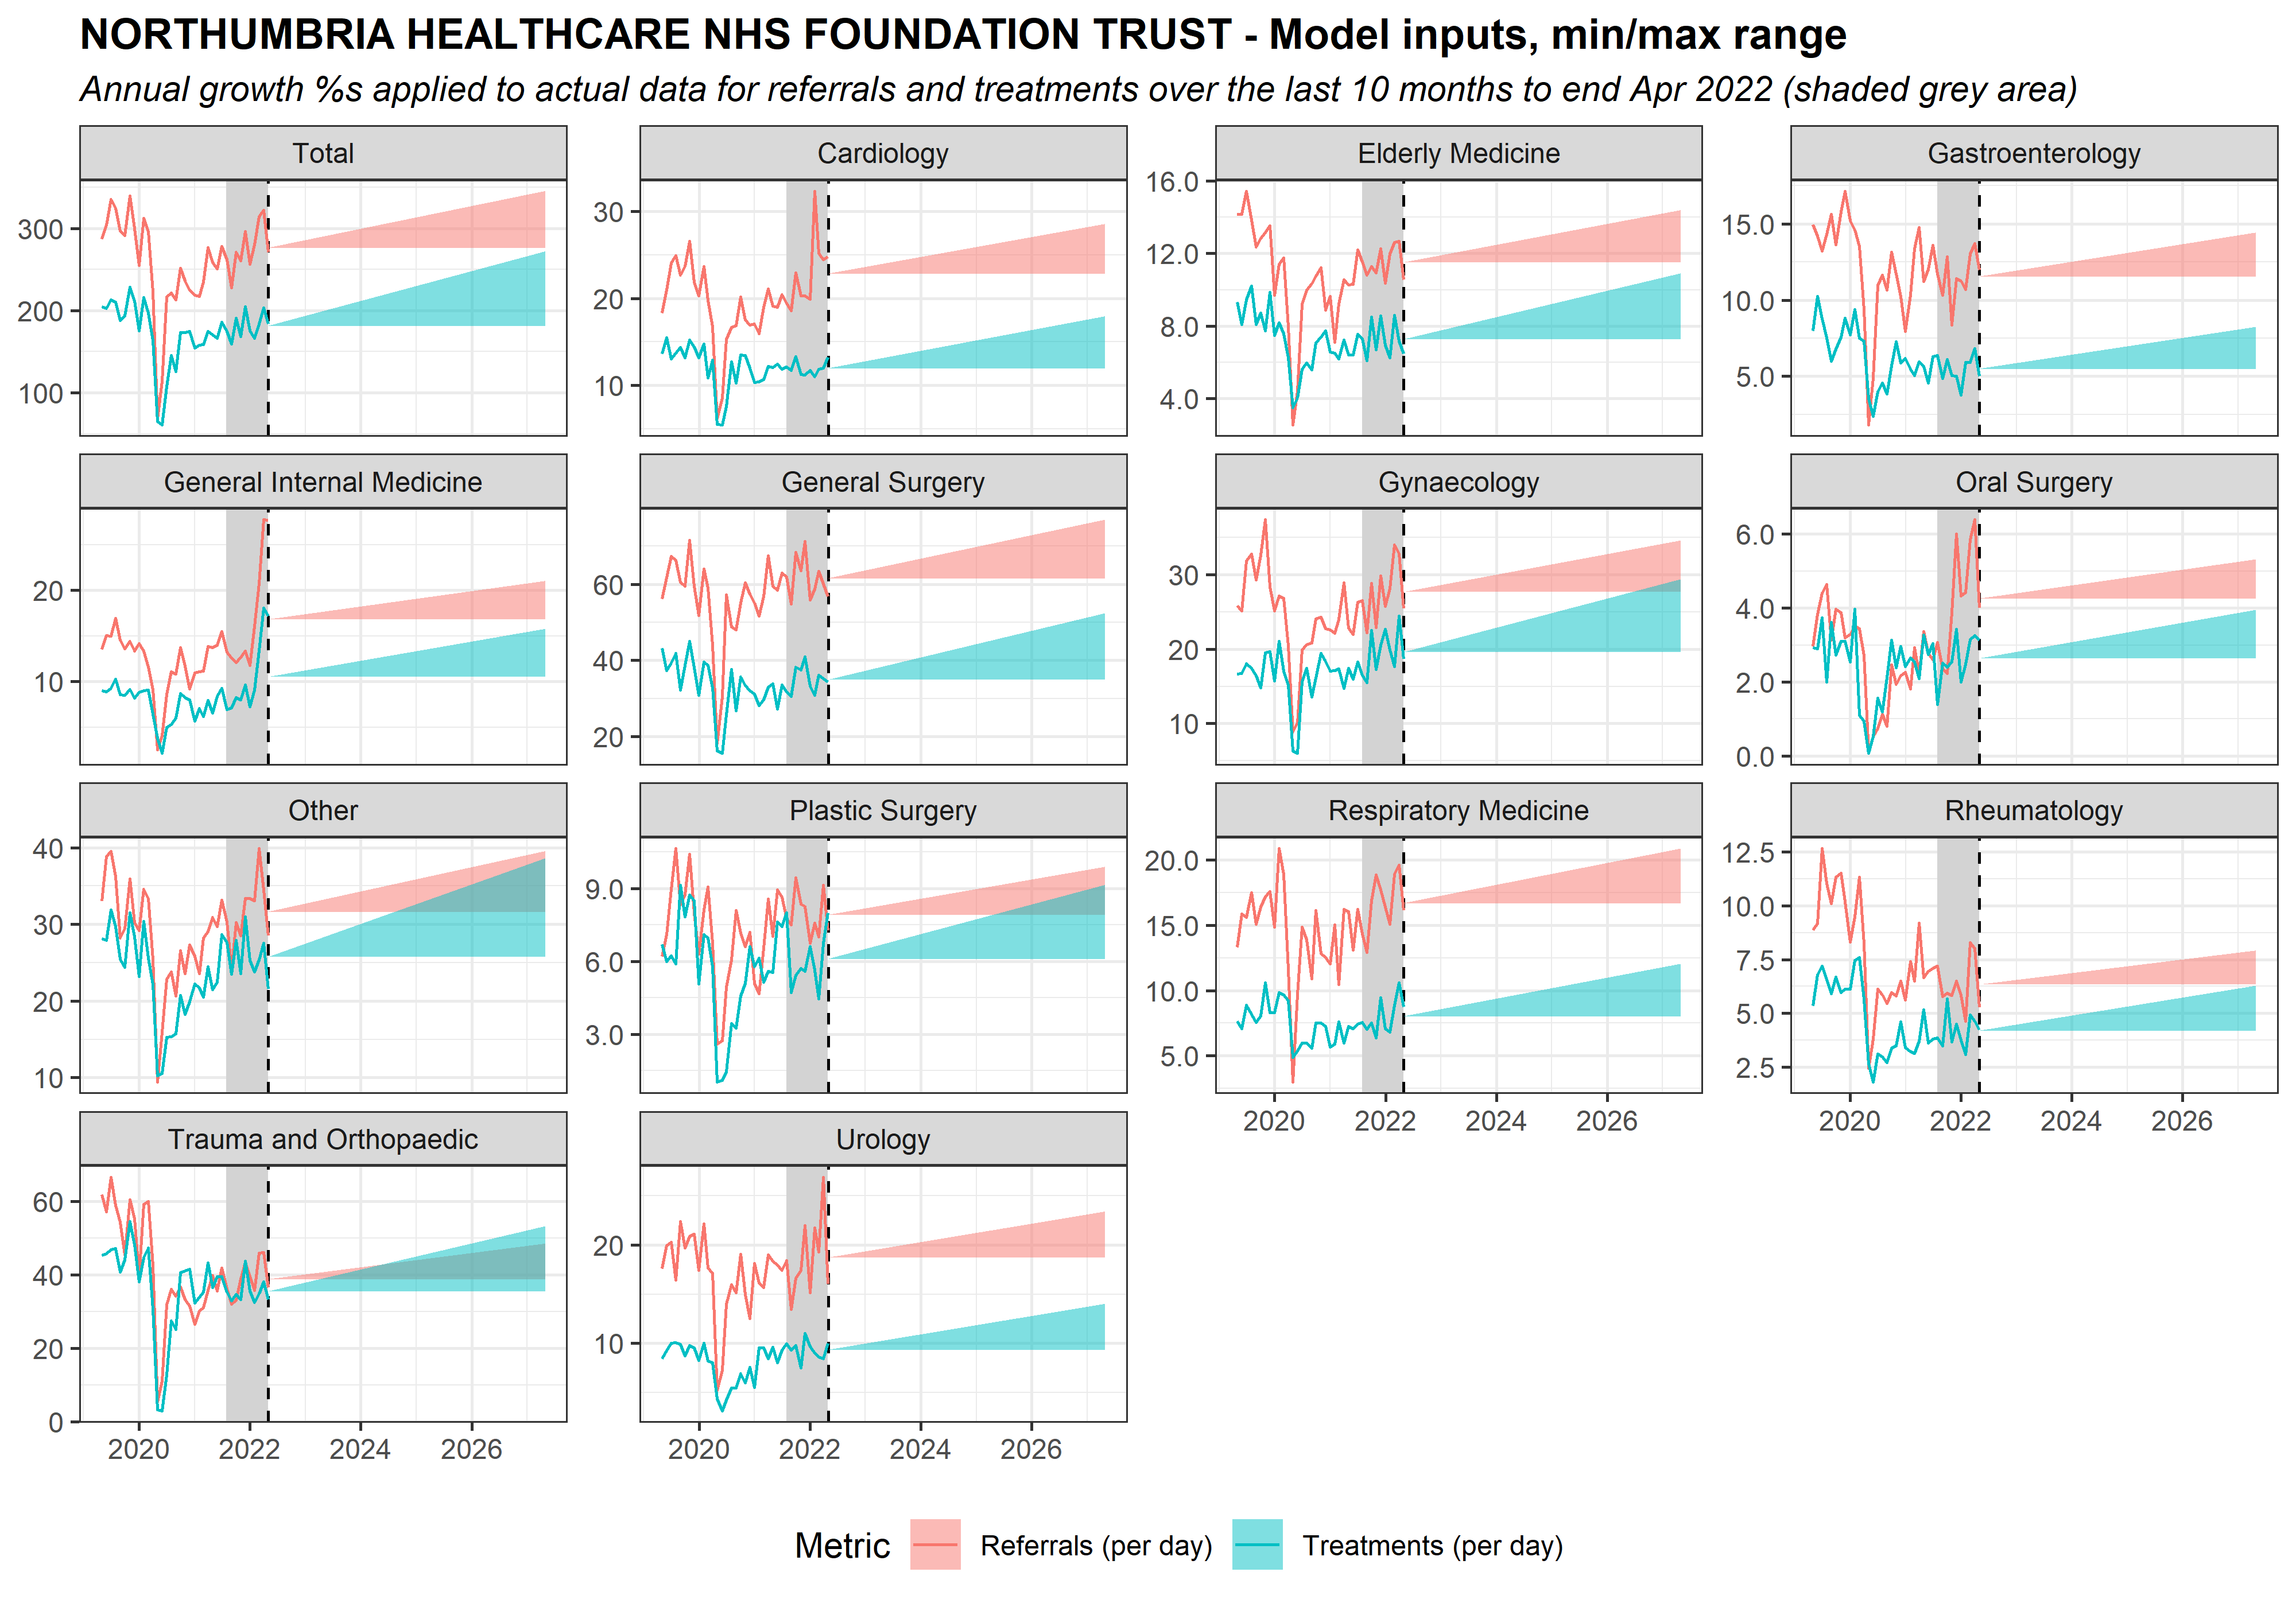 NORTHUMBRIA HEALTHCARE NHS FOUNDATION TRUST - Model inputs, min/max range
Annual growth %s applied to actual data for referrals and treatments over the last 10 months to end Apr 2022 (shaded grey area)
Total
300
200
100
Cardiology
30
20
10
Elderly Medicine
16.0
12.0
8.0
4.0
Gastroenterology
15.0
10.0
5.0
General Internal Medicine
20
10
General Surgery
60
40
20
Gynaecology
30
20
10
Oral Surgery
6.0
4.0
2.0
0.0
Other
40
30
20
10
Plastic Surgery
9.0
6.0
3.0
Respiratory Medicine
20.0
15.0
10.0
5.0
2020 2022 2024 2026
Rheumatology
12.5
10.0
7.5
5.0
2.5
2020 2022 2024 2026
Trauma and Orthopaedic
60
40
20
0
2020 2022 2024 2026
Urology
20
10
2020 2022 2024 2026
Metric Referrals (per day) Treatments (per day)